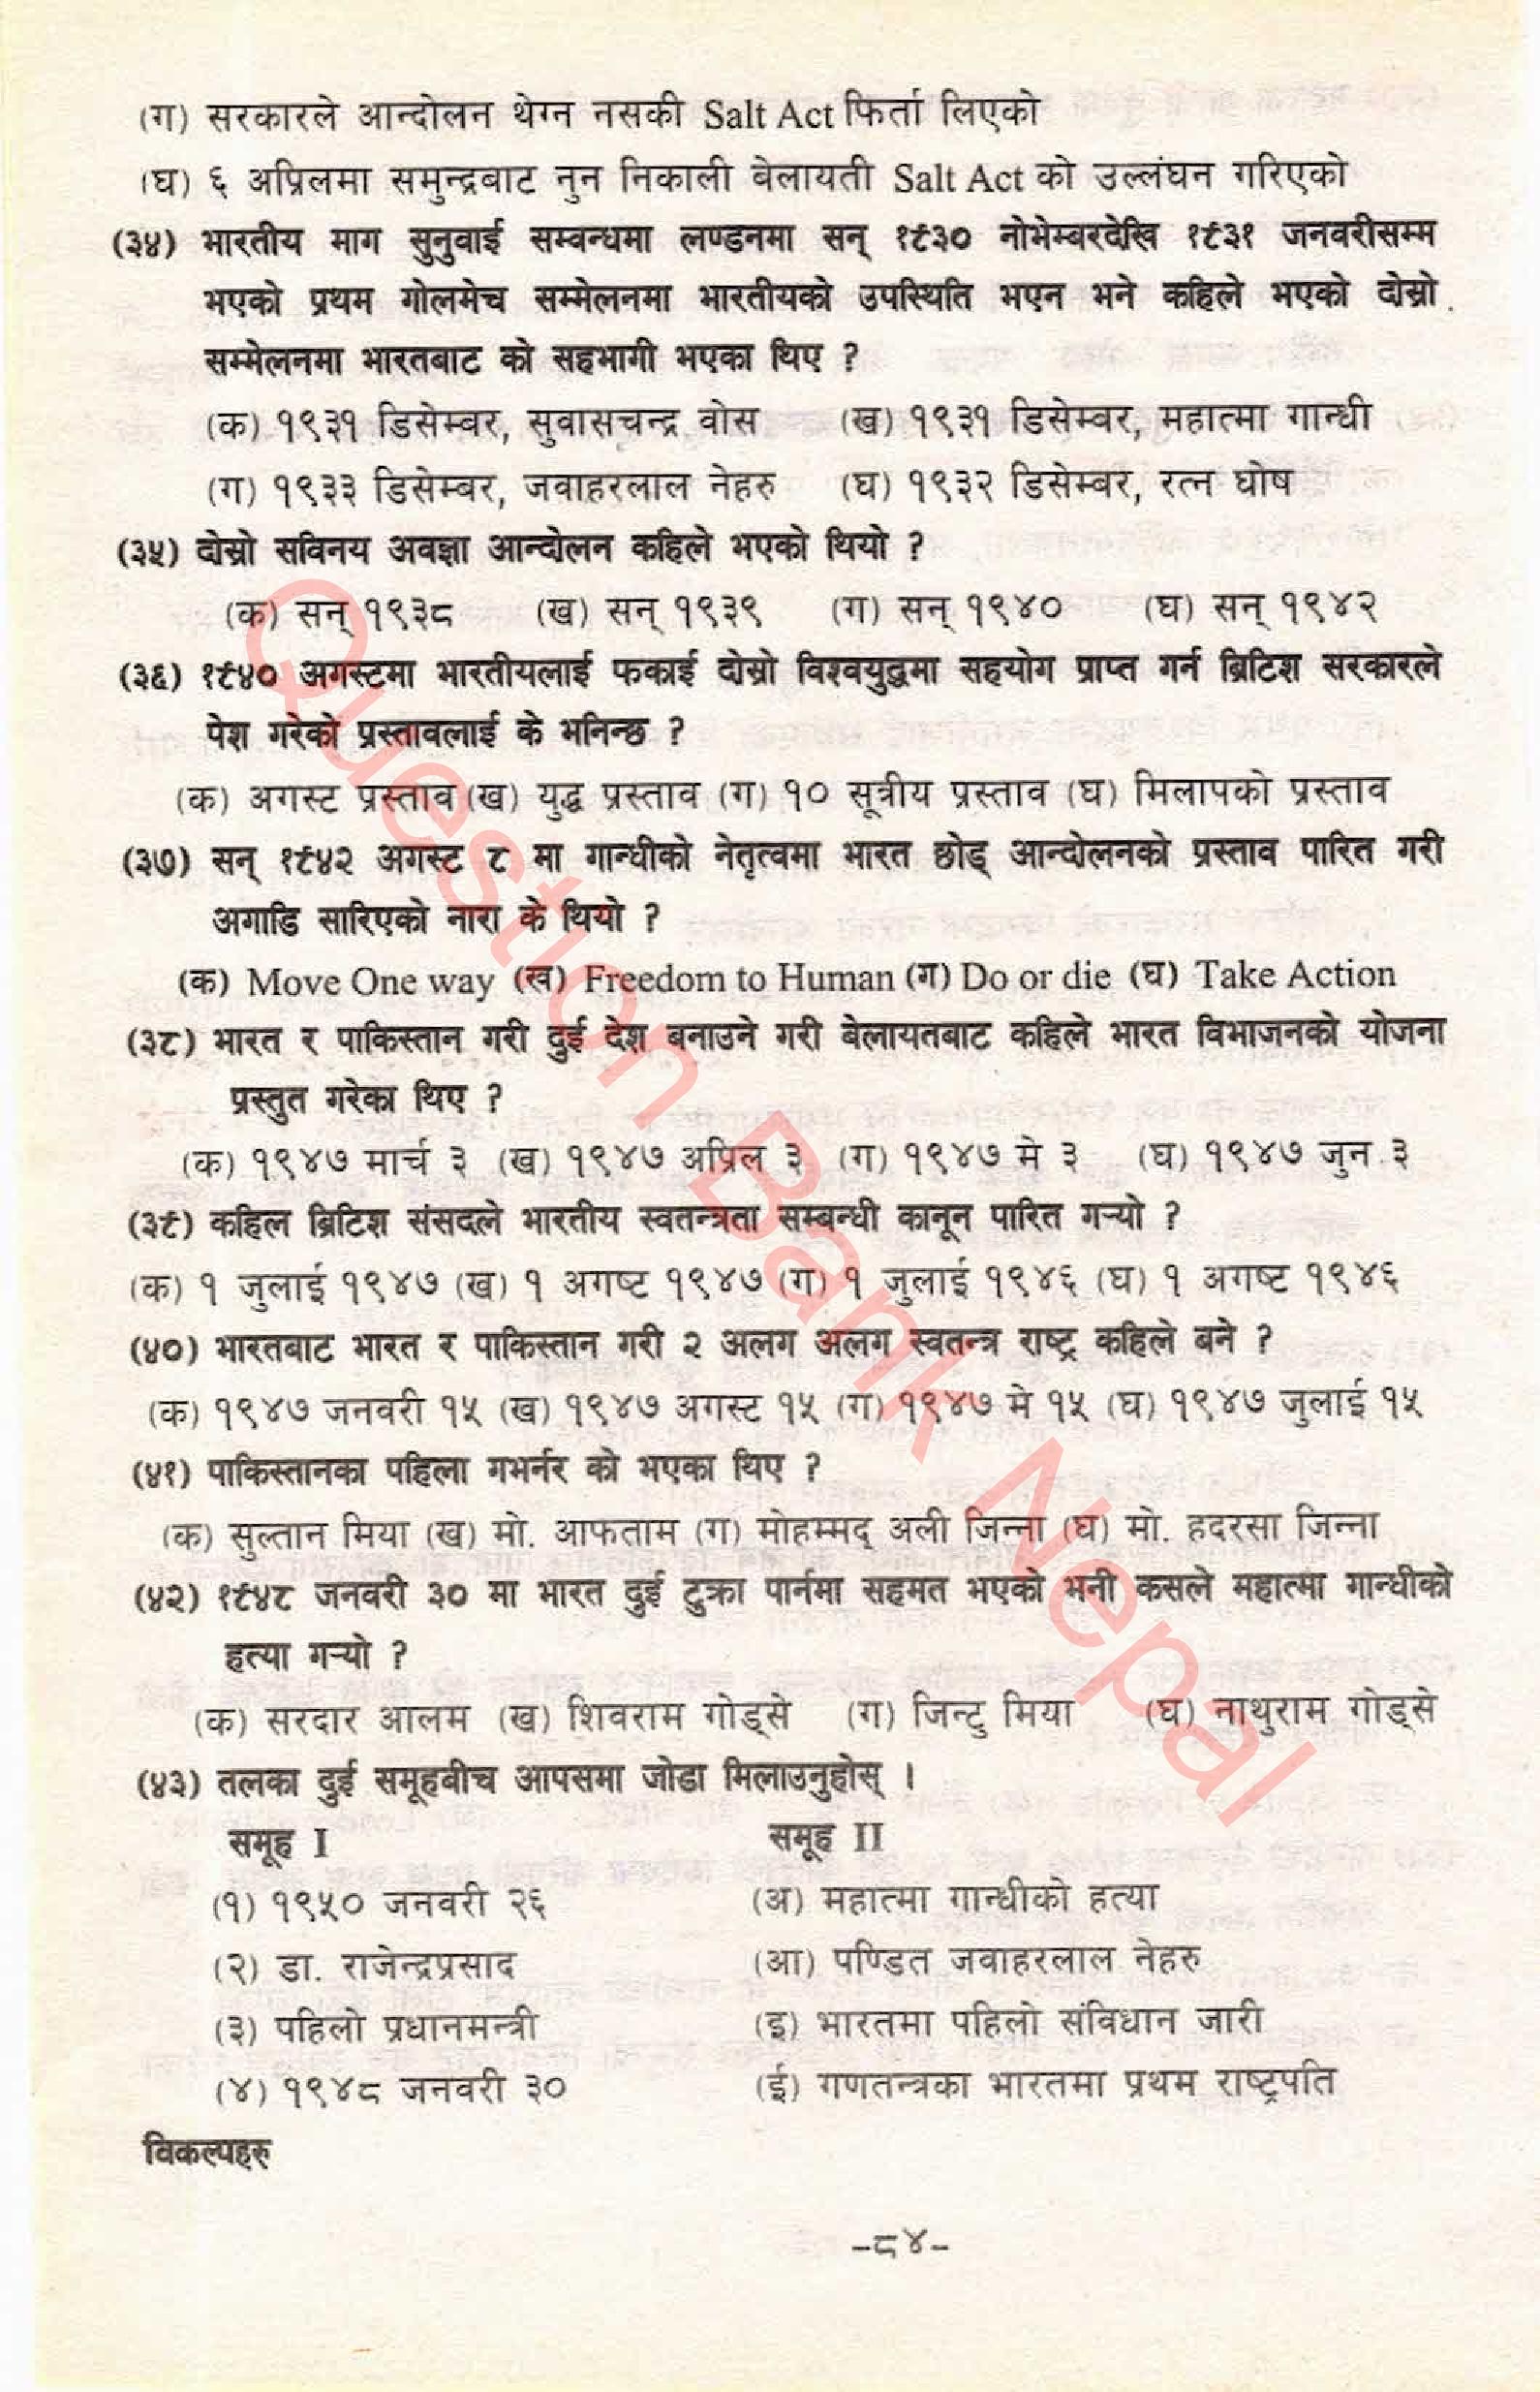 (ग) सरकारले आन्दोलन थेग्न नसकी Salt Act फिर्ता लिएको
(घ) ६ अप्रिलमा समुन्द्रबाट नुन निकाली बेलायती Salt Act को उल्लंघन गरिएको
(३४) भारतीय माग सुनुवाई सम्वन्धमा लण्डनमा सन् १९३० नोभेम्बरदेखि १९३१ जनवरीसम्म
भएको प्रथम गोलमेच सम्मेलनमा भारतीयको उपस्थिति भएन भने कहिले भएको दोस्रो
सम्मेलनमा भारतबाट को सहभागी भएका थिए ?
(क) १९३१ डिसेम्वर, सुवासचन्द्र वोस (ख) १९३१ डिसेम्वर, महात्मा गान्धी
(ग) १९३३ डिसेम्वर, जवाहरलाल नेहरु (घ) १९३२ डिसेम्वर, रत्न घोष
(३५) दोस्रो सविनय अवज्ञा आन्दोलन कहिले भएको थियो ?
(क) सन् १९३८ (ख) सन् १९३९ (ग) सन् १९४० (घ) सन् १९४२
(३६) १९४० अगस्टमा भारतीयलाई फकाई दोस्रो विश्वयुद्धमा सहयोग प्राप्त गर्न ब्रिटिश सरकारले
पेश गरेको प्रस्तावलाई के भनिन्छ ?
(क) अगस्ट प्रस्ताव (ख) युद्ध प्रस्ताव (ग) १० सूत्रीय प्रस्ताव (घ) मिलापको प्रस्ताव
(३७) सन् १९४२ अगस्ट ८ मा गान्धीको नेतृत्वमा भारत छोड् आन्दोलनको प्रस्ताव पारित गरी
अगाडि सारिएको नारा के थियो ?
(क) Move One way (ख) Freedom to Human (ग) Do or die (घ) Take Action
(३८) भारत र पाकिस्तान गरी दुई देश बनाउने गरी बेलायतबाट कहिले भारत विभाजनको योजना
प्रस्तुत गरेका थिए ?
(क) १९४७ मार्च ३ (ख) १९४७ अप्रिल ३ (ग) १९४७ मे ३ (घ) १९४७ जुन ३
(३९) कहिल ब्रिटिश संसदले भारतीय स्वतन्त्रता सम्बन्धी कानून पारित गर्‍यो ?
(क) १ जुलाई १९४७ (ख) १ अगष्ट १९४७ (ग) १ जुलाई १९४६ (घ) १ अगष्ट १९४६
(४०) भारतबाट भारत र पाकिस्तान गरी २ अलग अलग स्वतन्त्र राष्ट्र कहिले बने ?
(क) १९४७ जनवरी १५ (ख) १९४७ अगस्ट १५ (ग) १९४७ मे १५ (घ) १९४७ जुलाई १५
(४१) पाकिस्तानका पहिला गभर्नर को भएका थिए ?
(क) सुल्तान मिया (ख) मो. आफताम (ग) मोहम्मद् अली जिन्ना (घ) मो. हदरसा जिन्ना
(४२) १९४८ जनवरी ३० मा भारत दुई टुक्रा पार्नमा सहमत भएको भनी कसले महात्मा गान्धीको
हत्या गर्‍यो ?
(क) सरदार आलम (ख) शिवराम गोड्से (ग) जिन्टु मिया (घ) नाथुराम गोड्से
(४३) तलका दुई समूहबीच आपसमा जोडा मिलाउनुहोस् ।
समूह I समूह II
(१) १९५० जनवरी २६ (अ) महात्मा गान्धीको हत्या
(२) डा. राजेन्द्रप्रसाद (आ) पण्डित जवाहरलाल नेहरु
(३) पहिलो प्रधानमन्त्री (इ) भारतमा पहिलो संविधान जारी
(४) १९४८ जनवरी ३० (ई) गणतन्त्रका भारतमा प्रथम राष्ट्रपति
विकल्पहरु
-८४-
Question Bank Nepal